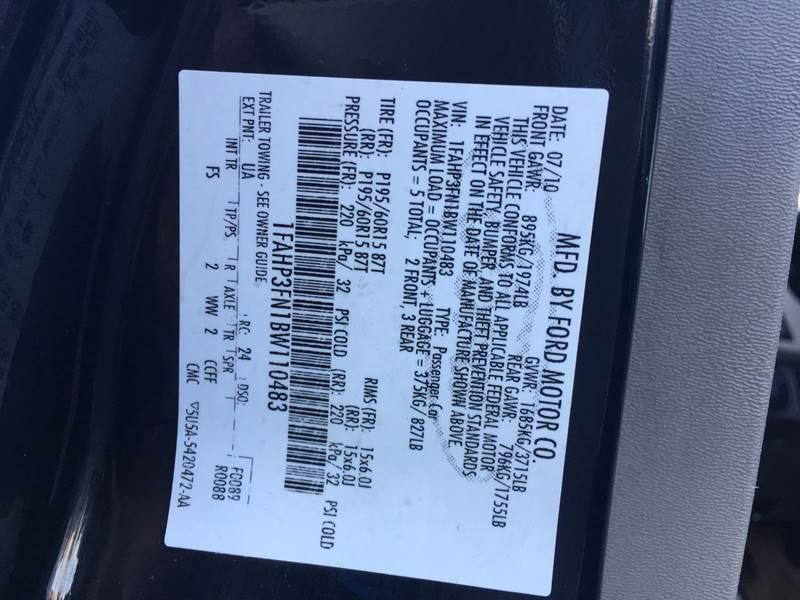 MFD. BY FORD MOTOR CO.
DATE: 07/10 GVWR: 1685KG/3715LB
FRONT GAWR: 895KG/1974LB REAR GAWR: 796KG/1755LB
THIS VEHICLE CONFORMS TO ALL APPLICABLE FEDERAL MOTOR
VEHICLE SAFETY, BUMPER, AND THEFT PREVENTION STANDARDS
IN EFFECT ON THE DATE OF MANUFACTURE SHOWN ABOVE.
VIN: 1FAHP3FN1BW110483 TYPE: Passenger Car
MAXIMUM LOAD = OCCUPANTS + LUGGAGE = 375KG/ 827LB
OCCUPANTS = 5 TOTAL; 2 FRONT, 3 REAR
TIRE (FR): P195/60R15 87T RIMS (FR): 15x6.0J
(RR): P195/60R15 87T (RR): 15x6.0J
PRESSURE (FR): 220 kPa/ 32 PSI COLD (RR): 220 kPa/32 PSI COLD
1FAHP3FN1BW110483
TRAILER TOWING - SEE OWNER GUIDE
EXT PNT: UA RC: 24 DSO: F0089
R0088
INT TR TP/PS R AXLE TR SPR
FS 2 WW 2 CCFF
CMC 5U5A-5420472-AA